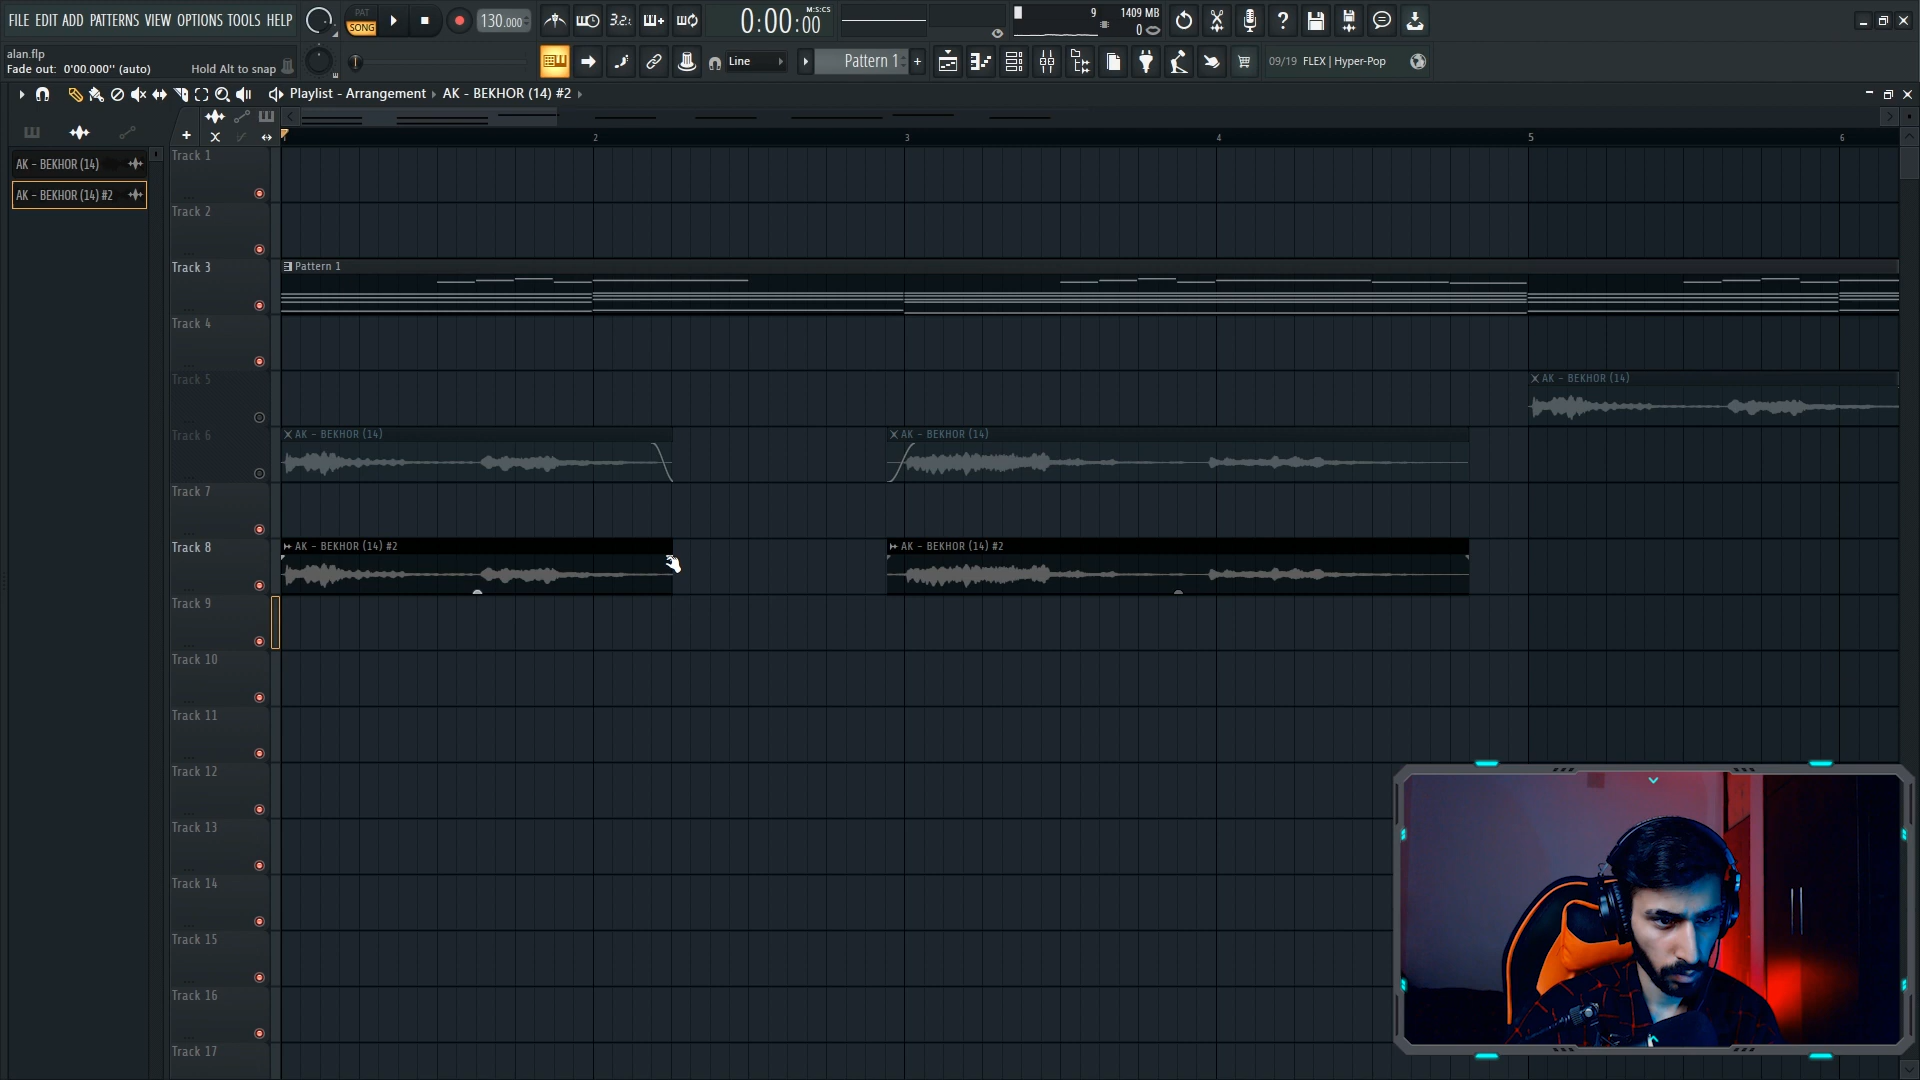 FILE EDIT ADD PATTERNS VIEW OPTIONS TOOLS HELP
PAT
SONG
130.000
3.2.
0:00:00
M:S:CS
9
1409 MB
0
alan.flp
Fade out: 0'00.000'' (auto)
Hold Alt to snap
Line
Pattern 1
+
09/19 FLEX | Hyper-Pop
Playlist - Arrangement › AK - BEKHOR (14) #2 ›
1
2
3
4
5
6
AK - BEKHOR (14)
AK - BEKHOR (14) #2
Track 1
Track 2
Track 3
Pattern 1
Track 4
Track 5
AK - BEKHOR (14)
Track 6
AK - BEKHOR (14)
AK - BEKHOR (14)
Track 7
Track 8
AK - BEKHOR (14) #2
AK - BEKHOR (14) #2
Track 9
Track 10
Track 11
Track 12
Track 13
Track 14
Track 15
Track 16
Track 17